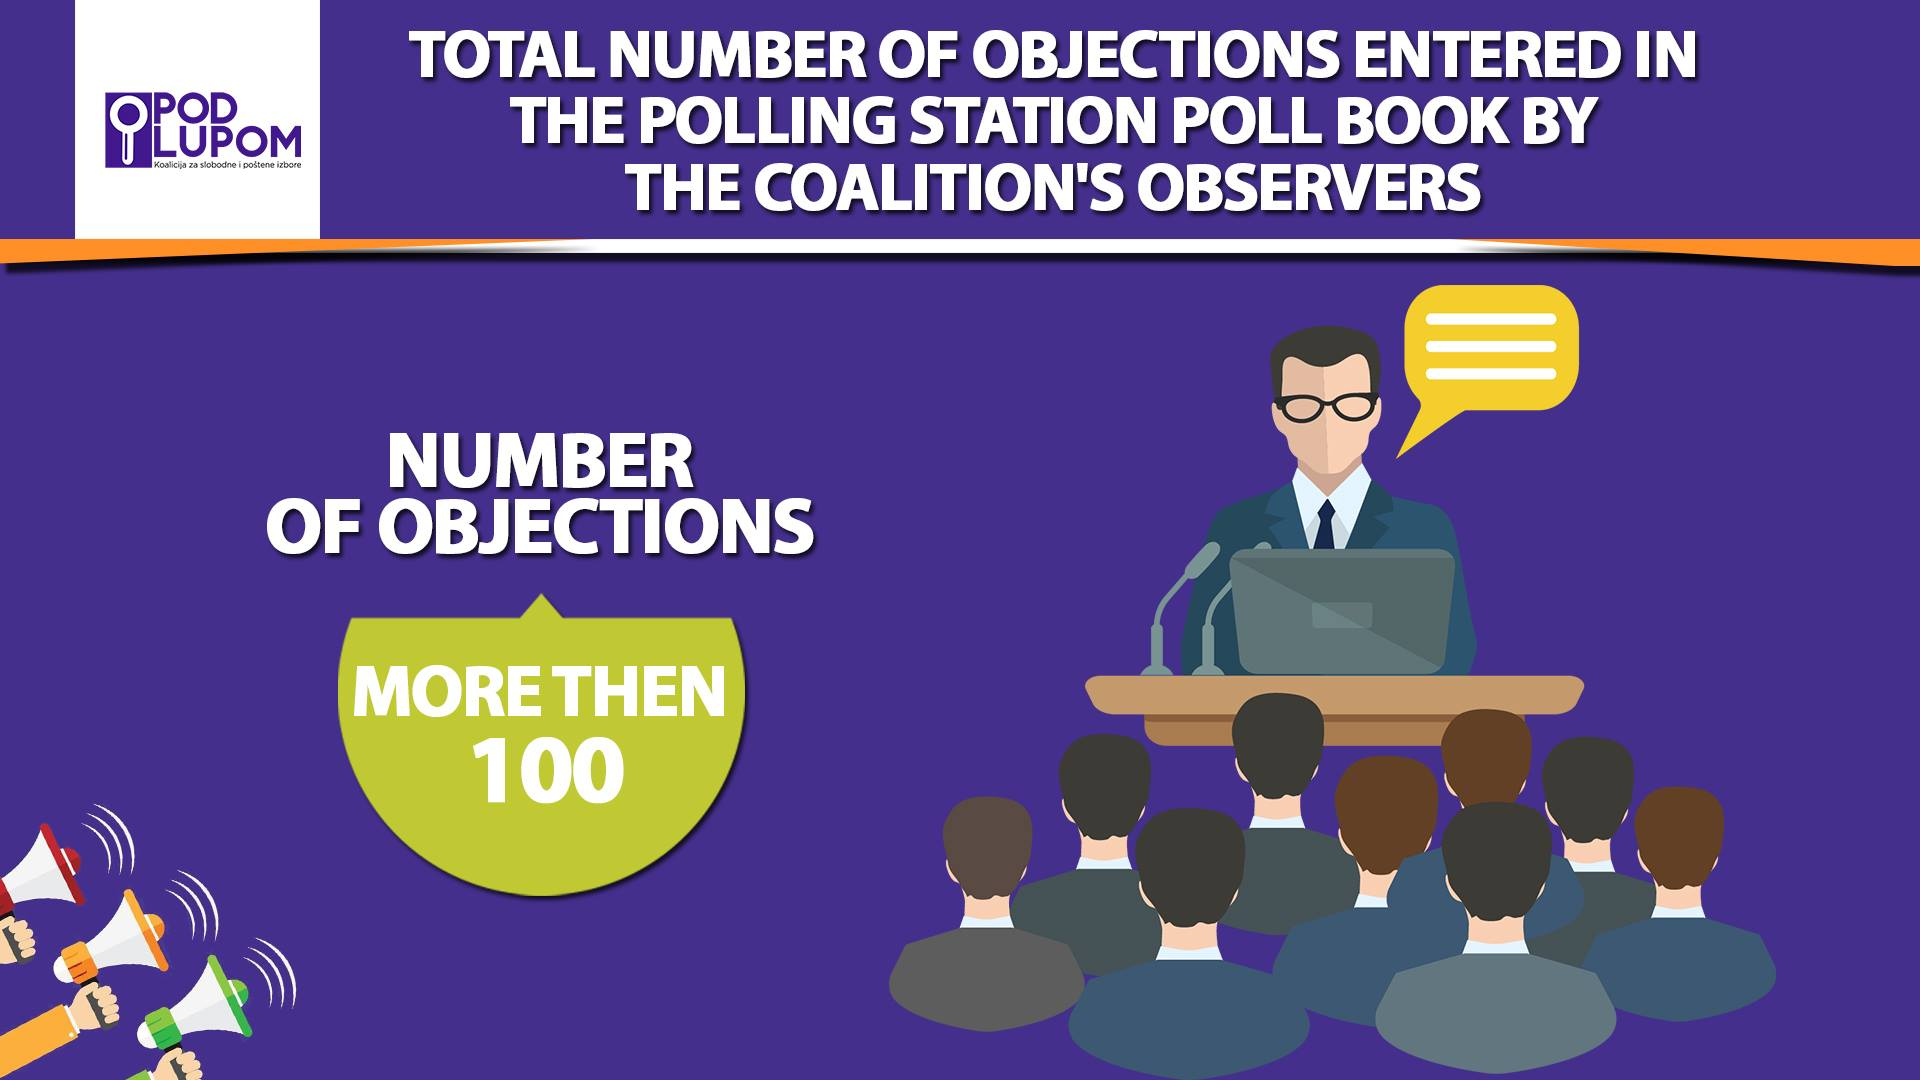 POD
LUPOM
Koalicija za slobodne i poštene izbore
TOTAL NUMBER OF OBJECTIONS ENTERED IN
THE POLLING STATION POLL BOOK BY
THE COALITION'S OBSERVERS
NUMBER
OF OBJECTIONS
MORE THEN
100